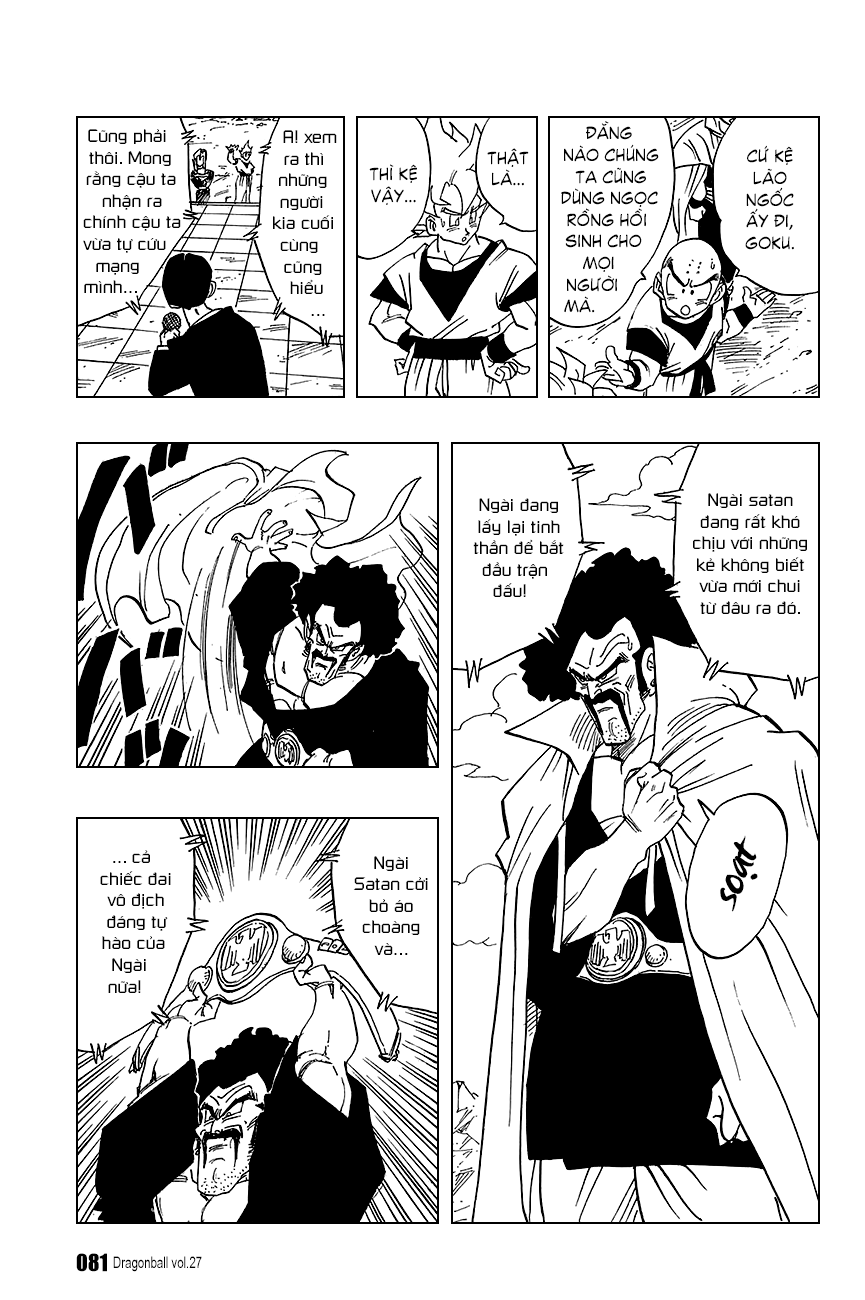 CỨ KỆ
LÃO
NGỐC
ẤY ĐI,
GOKU.
ĐẰNG
NÀO CHÚNG
TA CŨNG
DÙNG NGỌC
RỒNG HỒI
SINH CHO
MỌI
NGƯỜI
MÀ.
THẬT
LÀ...
THÌ KỆ
VẬY...
A! xem
ra thì
những
người
kia cuối
cùng
cũng
hiểu
...
Cũng phải
thôi. Mong
rằng cậu ta
nhận ra
chính cậu ta
vừa tự cứu
mạng
mình...
Ngài satan
đang rất khó
chịu với những
kẻ không biết
vừa mới chui
từ đâu ra đó.
Ngài đang
lấy lại tinh
thần để bắt
đầu trận
đấu!
soạt
Ngài
Satan cởi
bỏ áo
choàng
và...
... cả
chiếc đai
vô địch
đáng tự
hào của
Ngài
nữa!
081 Dragonball vol.27